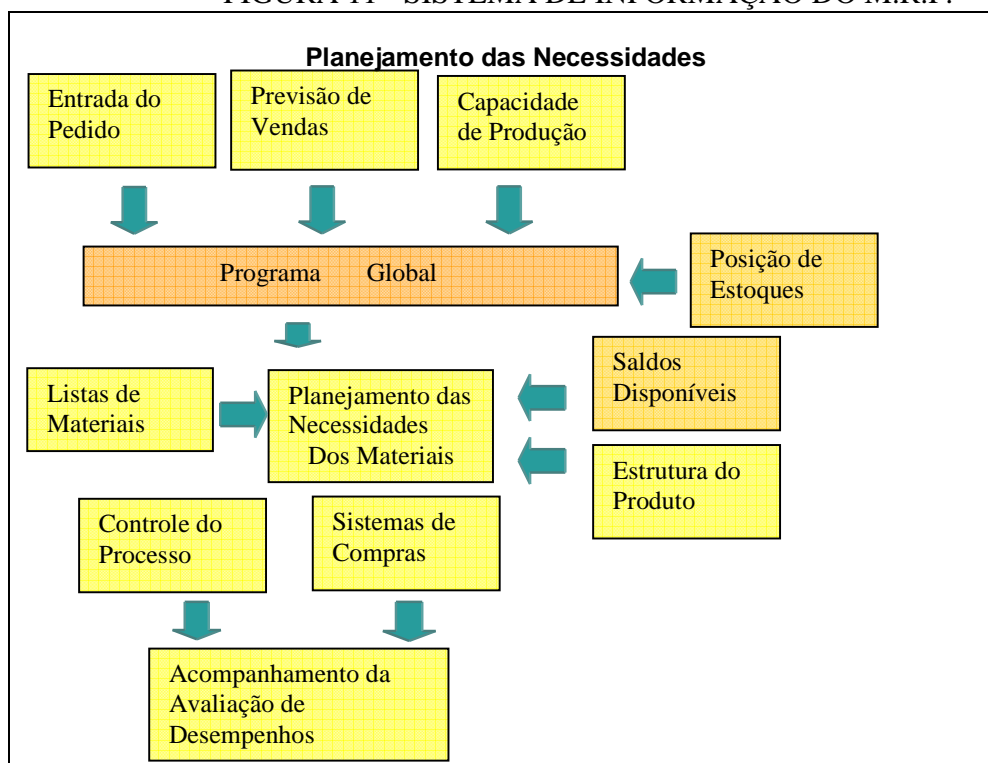 Planejamento das Necessidades
Entrada do
Pedido
Previsão de
Vendas
Capacidade
de Produção
Programa Global
Posição de
Estoques
Saldos
Disponíveis
Listas de
Materiais
Planejamento das
Necessidades
Dos Materiais
Estrutura do
Produto
Controle do
Processo
Sistemas de
Compras
Acompanhamento da
Avaliação de
Desempenhos